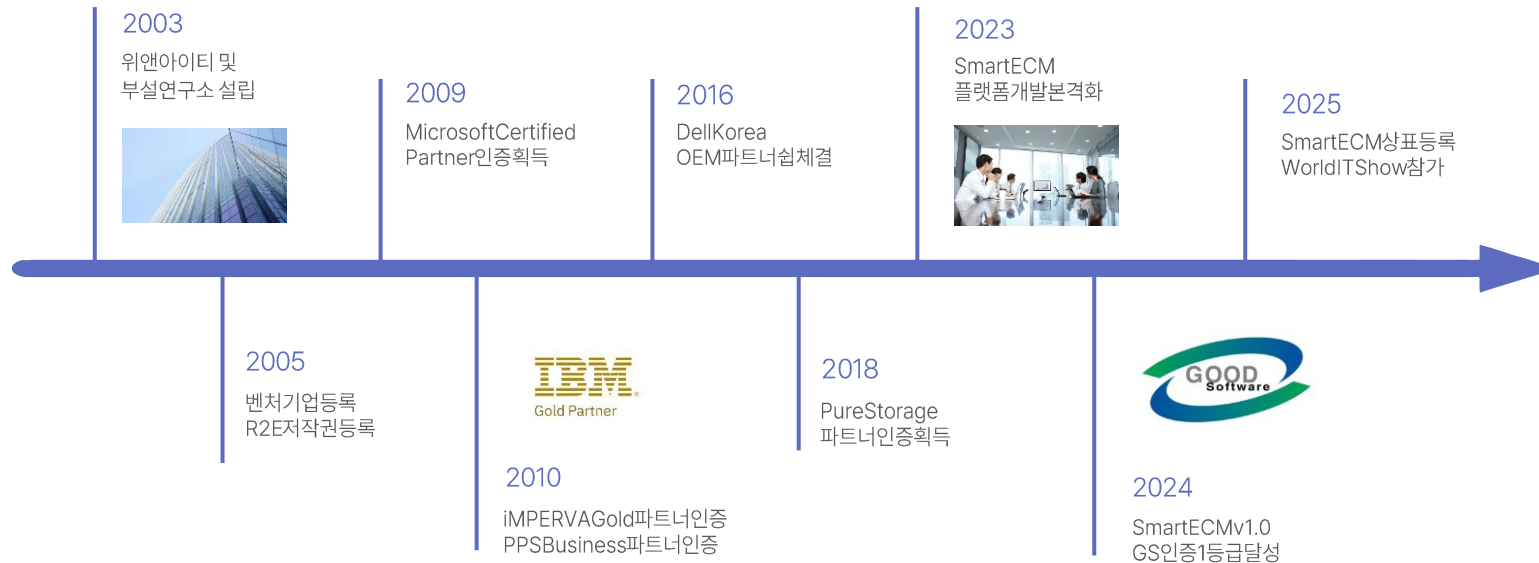 2003
위앤아이티 및
부설연구소 설립
2009
MicrosoftCertified
Partner인증획득
2016
DellKorea
OEM파트너쉽체결
2023
SmartECM
플랫폼개발본격화
2025
SmartECM상표등록
WorldITShow참가
2005
벤처기업등록
R2E저작권등록
IBM
Gold Partner
2010
iMPERVAGold파트너인증
PPSBusiness파트너인증
2018
PureStorage
파트너인증획득
GOOD
Software
2024
SmartECMv1.0
GS인증1등급달성